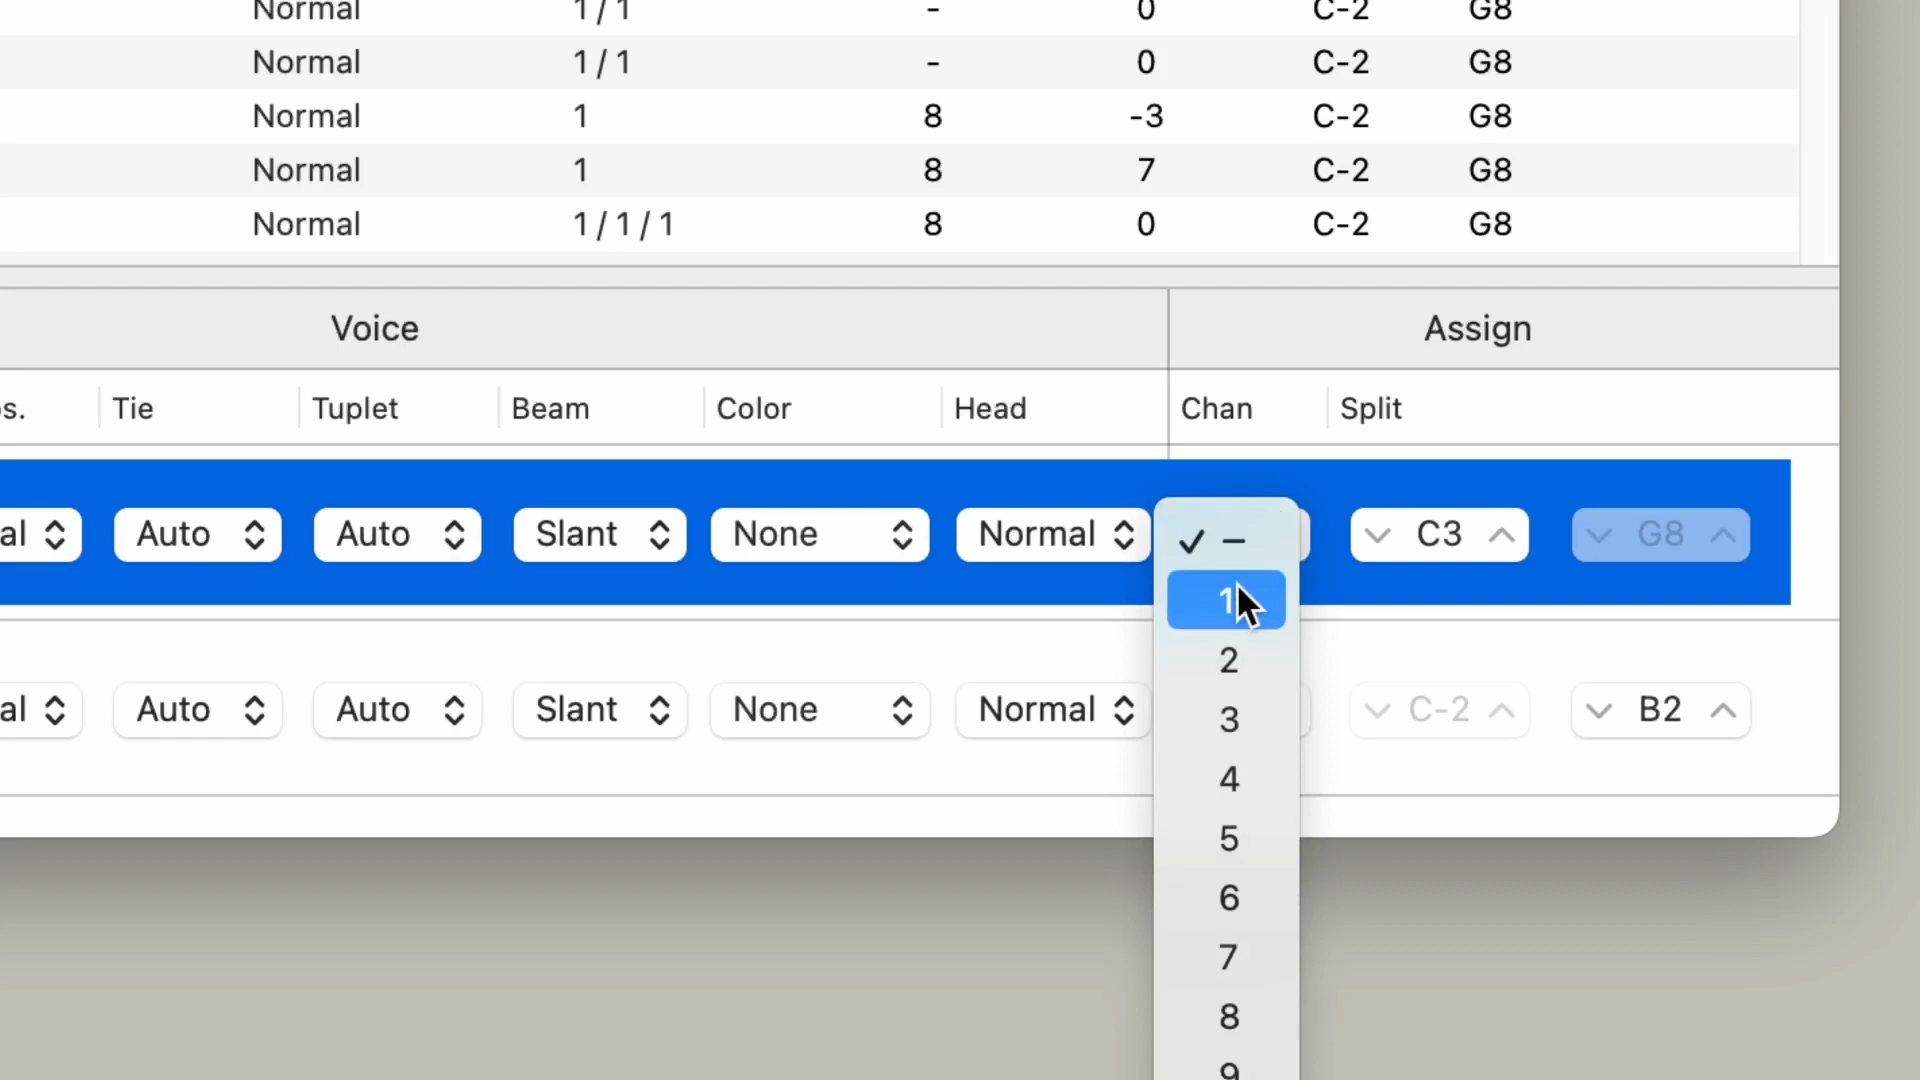 Normal 1 / 1 - 0 C-2 G8
Normal 1 / 1 - 0 C-2 G8
Normal 1 8 -3 C-2 G8
Normal 1 8 7 C-2 G8
Normal 1 / 1 / 1 8 0 C-2 G8
Voice Assign
os. Tie Tuplet Beam Color Head Chan Split
al Auto Auto Slant None Normal – C3 G8
1
2
3
al Auto Auto Slant None Normal C-2 B2
4
5
6
7
8
9